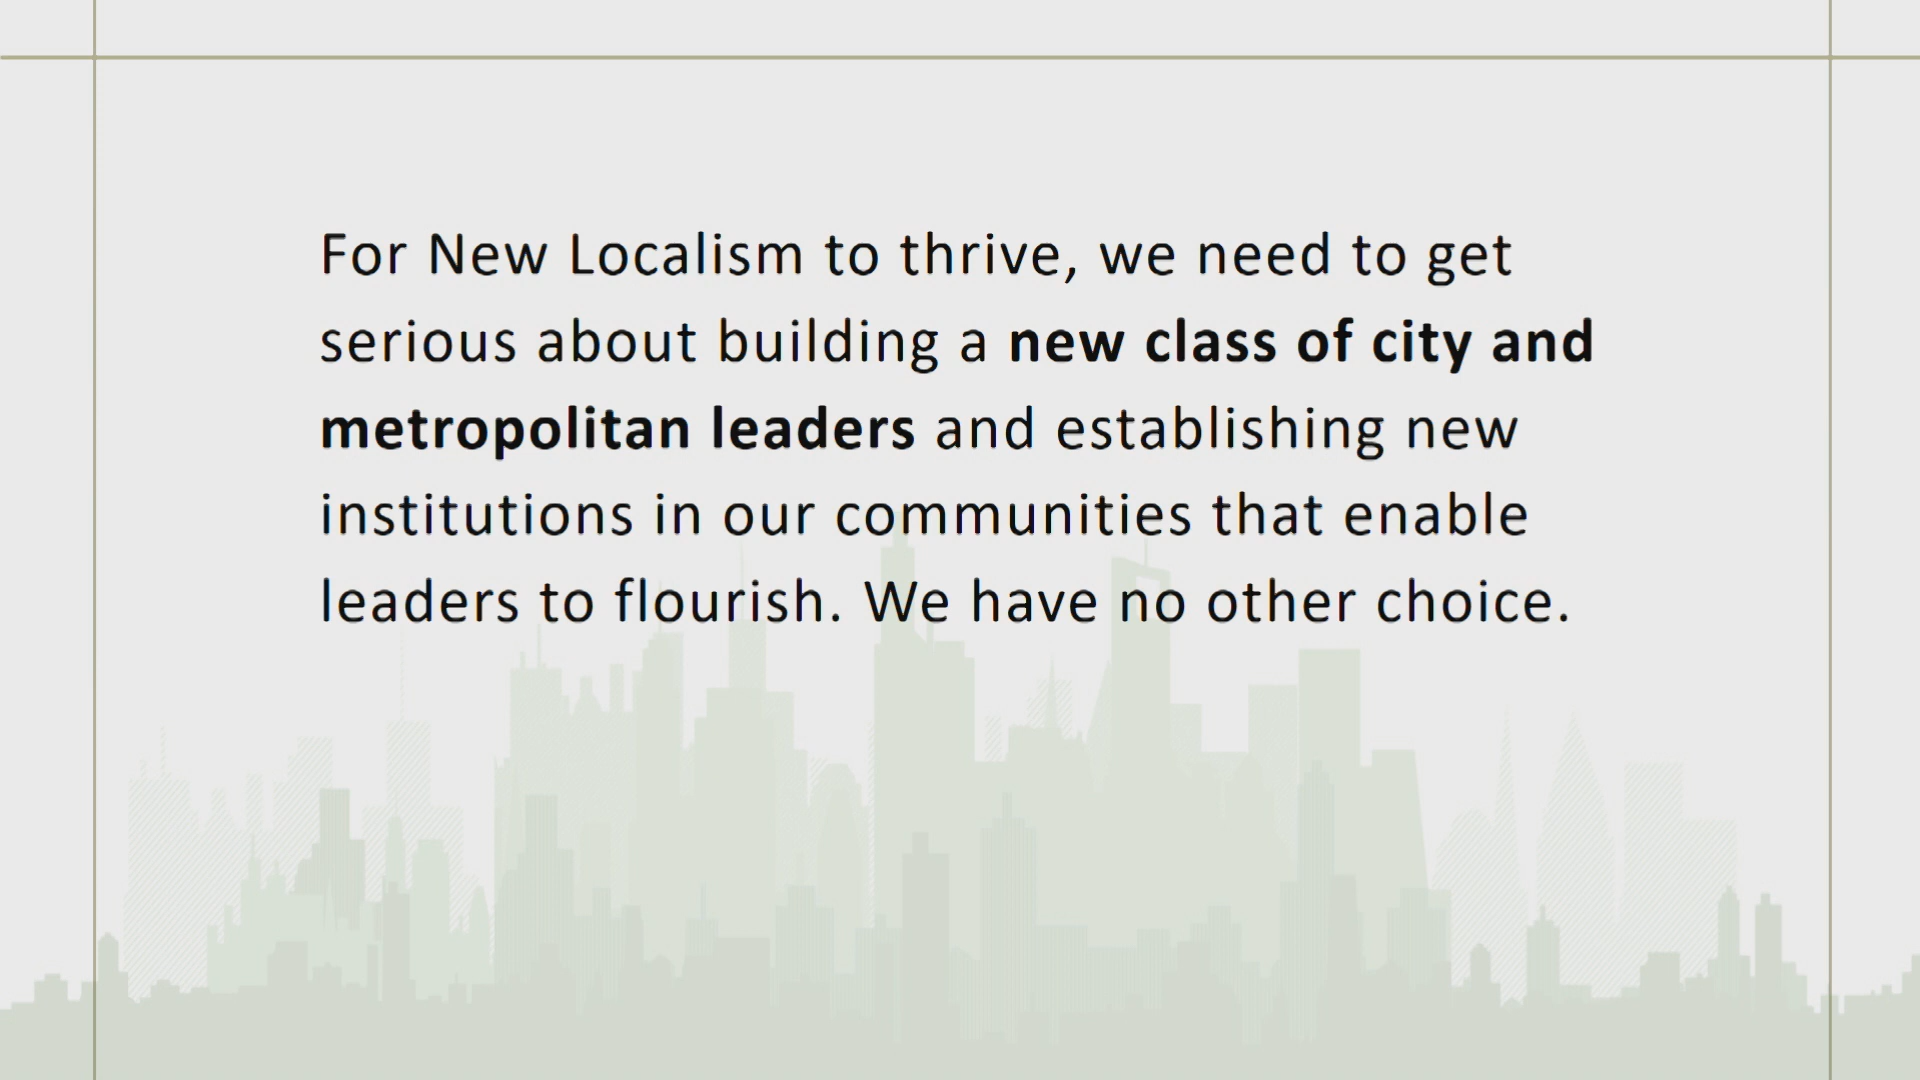 For New Localism to thrive, we need to get
serious about building a new class of city and
metropolitan leaders and establishing new
institutions in our communities that enable
leaders to flourish. We have no other choice.